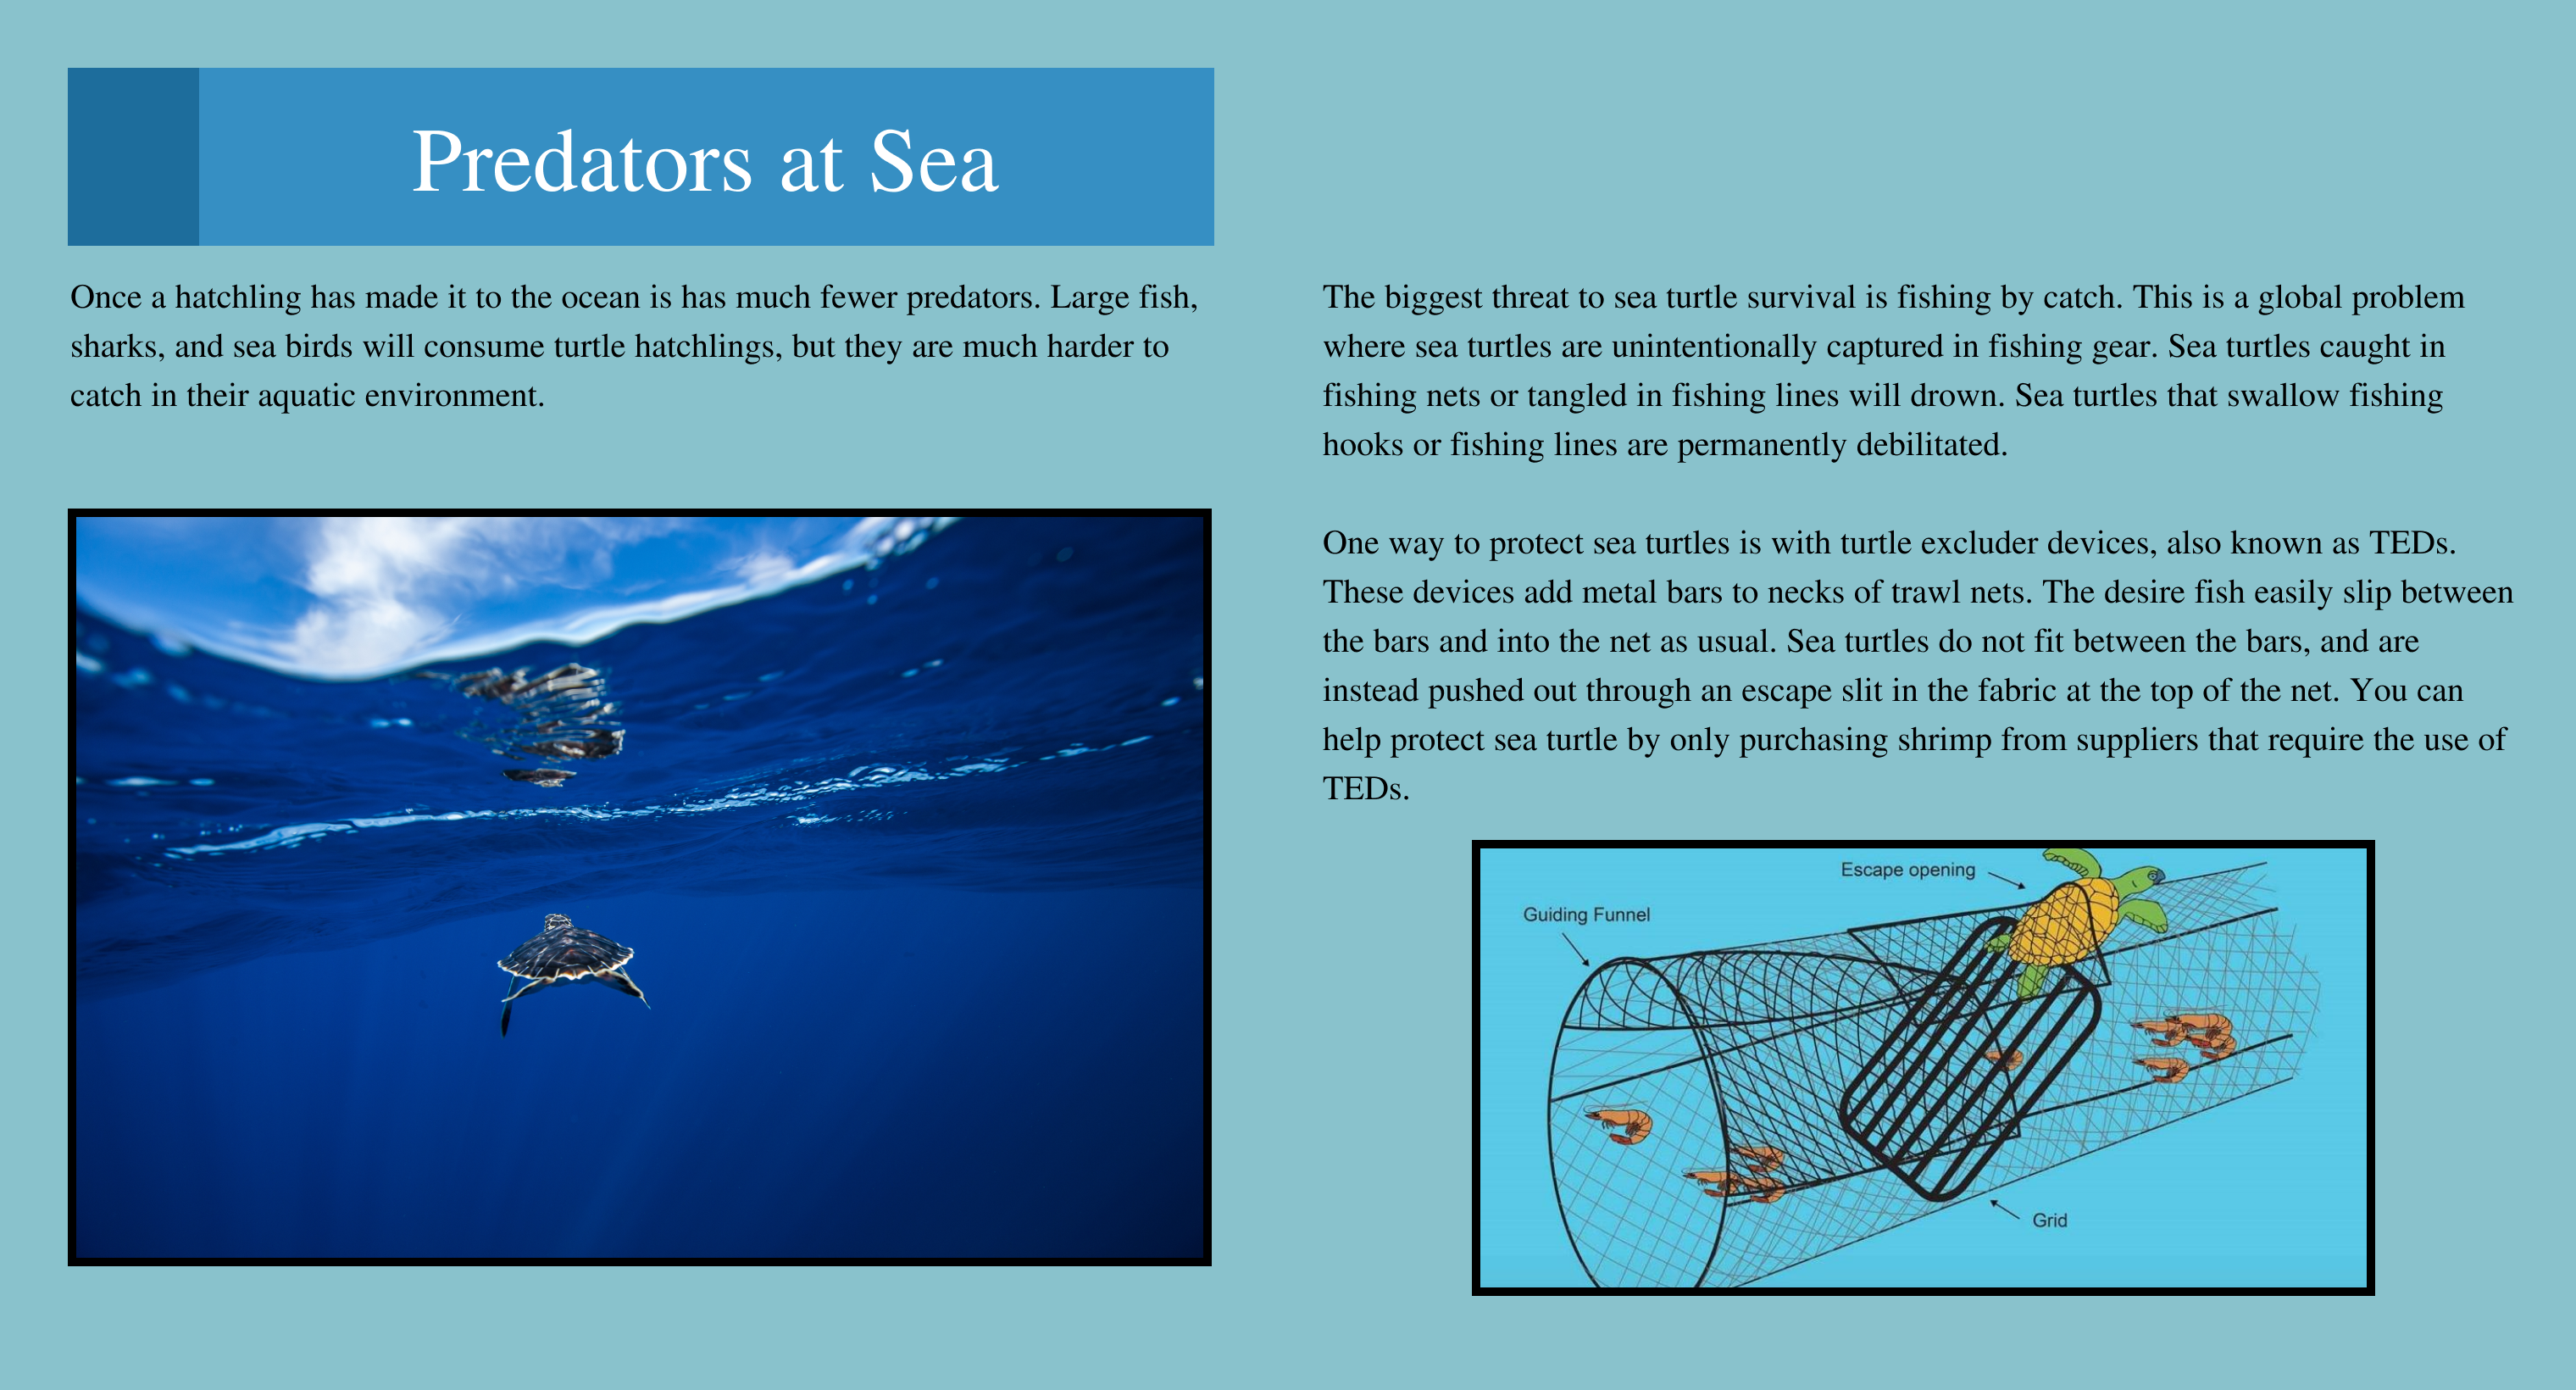 Predators at Sea
Once a hatchling has made it to the ocean is has much fewer predators. Large fish,
sharks, and sea birds will consume turtle hatchlings, but they are much harder to
catch in their aquatic environment.
The biggest threat to sea turtle survival is fishing by catch. This is a global problem
where sea turtles are unintentionally captured in fishing gear. Sea turtles caught in
fishing nets or tangled in fishing lines will drown. Sea turtles that swallow fishing
hooks or fishing lines are permanently debilitated.
One way to protect sea turtles is with turtle excluder devices, also known as TEDs.
These devices add metal bars to necks of trawl nets. The desire fish easily slip between
the bars and into the net as usual. Sea turtles do not fit between the bars, and are
instead pushed out through an escape slit in the fabric at the top of the net. You can
help protect sea turtle by only purchasing shrimp from suppliers that require the use of
TEDs.
Escape opening
Guiding Funnel
Grid